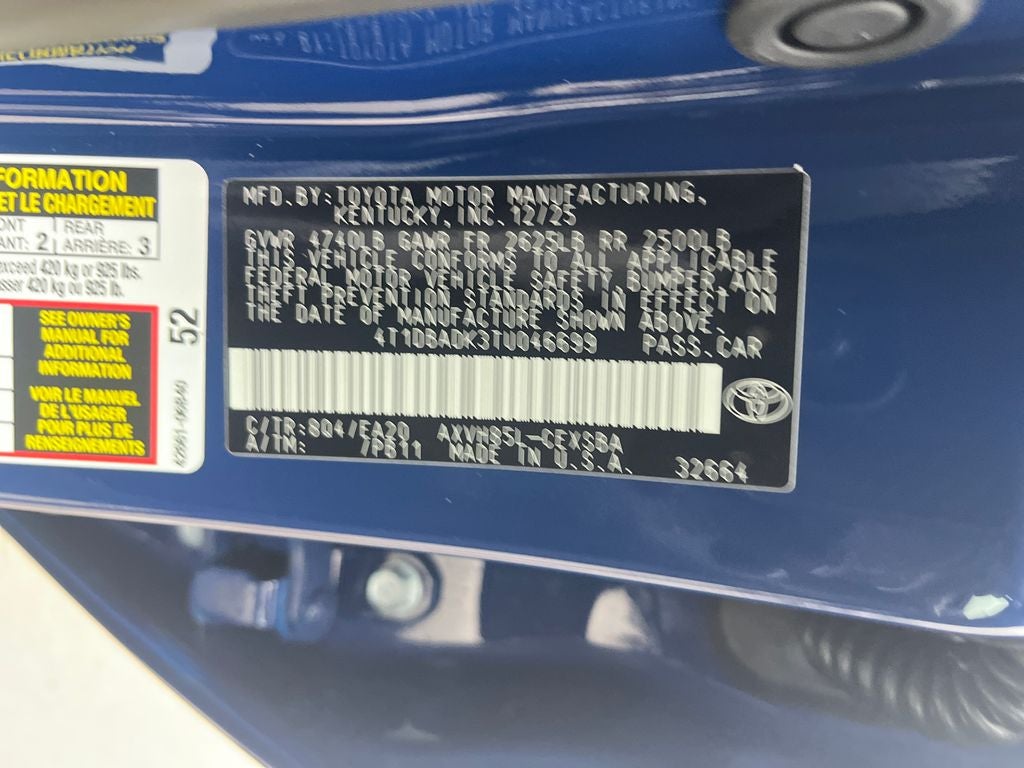 FORMATION
ET LE CHARGEMENT
ONT 2 REAR 3
ANT: ARRIÈRE:
exceed 420 kg or 925 lbs.
asser 420 kg ou 925 lb.
SEE OWNER'S
MANUAL FOR
ADDITIONAL
INFORMATION
VOIR LE MANUEL
DE L'USAGER
POUR PLUS DE
RENSEIGNEMENTS
52
MFD.BY:TOYOTA MOTOR MANUFACTURING,
KENTUCKY,INC.12/25
GVWR 4740LB GAWR FR 2625LB RR 2500LB
THIS VEHICLE CONFORMS TO ALL APPLICABLE
FEDERAL MOTOR VEHICLE SAFETY,BUMPER,AND
THEFT PREVENTION STANDARDS IN EFFECT ON
THE DATE OF MANUFACTURE SHOWN ABOVE.
4T1DBADK3TU046699 PASS.CAR
C/TR:8Q4/EA20 AXVH85L-CEXSBA
A/TM: 7PB11 MADE IN U.S.A. 32664